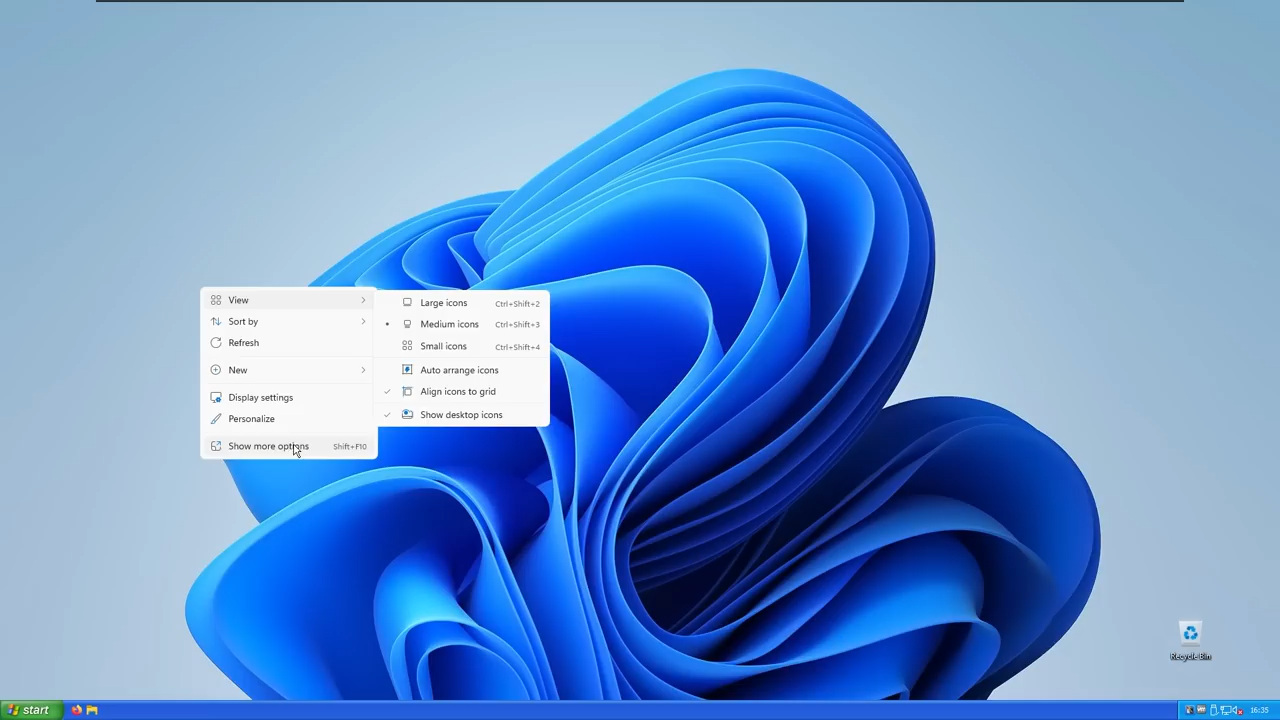 View
Sort by
Refresh
New
Display settings
Personalize
Show more options Shift+F10
Large icons Ctrl+Shift+2
Medium icons Ctrl+Shift+3
Small icons Ctrl+Shift+4
Auto arrange icons
Align icons to grid
Show desktop icons
Recycle Bin
start
16:35